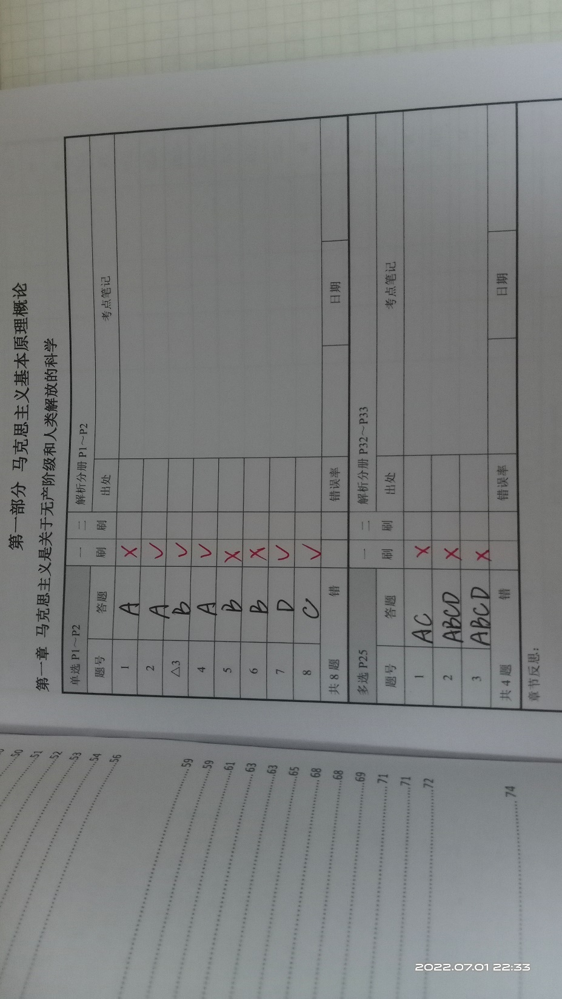 第一部分 马克思主义基本原理概论
第一章 马克思主义是关于无产阶级和人类解放的科学
单选 P1～P2 一刷 二刷 解析分册 P1～P2
题号 答题 出处 考点笔记
1 A X
2 A ✓
△3 B ✓
4 A ✓
5 B X
6 B X
7 D ✓
8 C ✓
共 8 题 错 错误率 日期
多选 P25 一刷 二刷 解析分册 P32～P33
题号 答题 出处 考点笔记
1 AC X
2 ABCD X
3 ABCD X
共 4 题 错 错误率 日期
章节反思：
50
51
52
53
54
56
59
59
61
63
63
65
68
68
69
71
71
72
74
2022.07.01 22:33